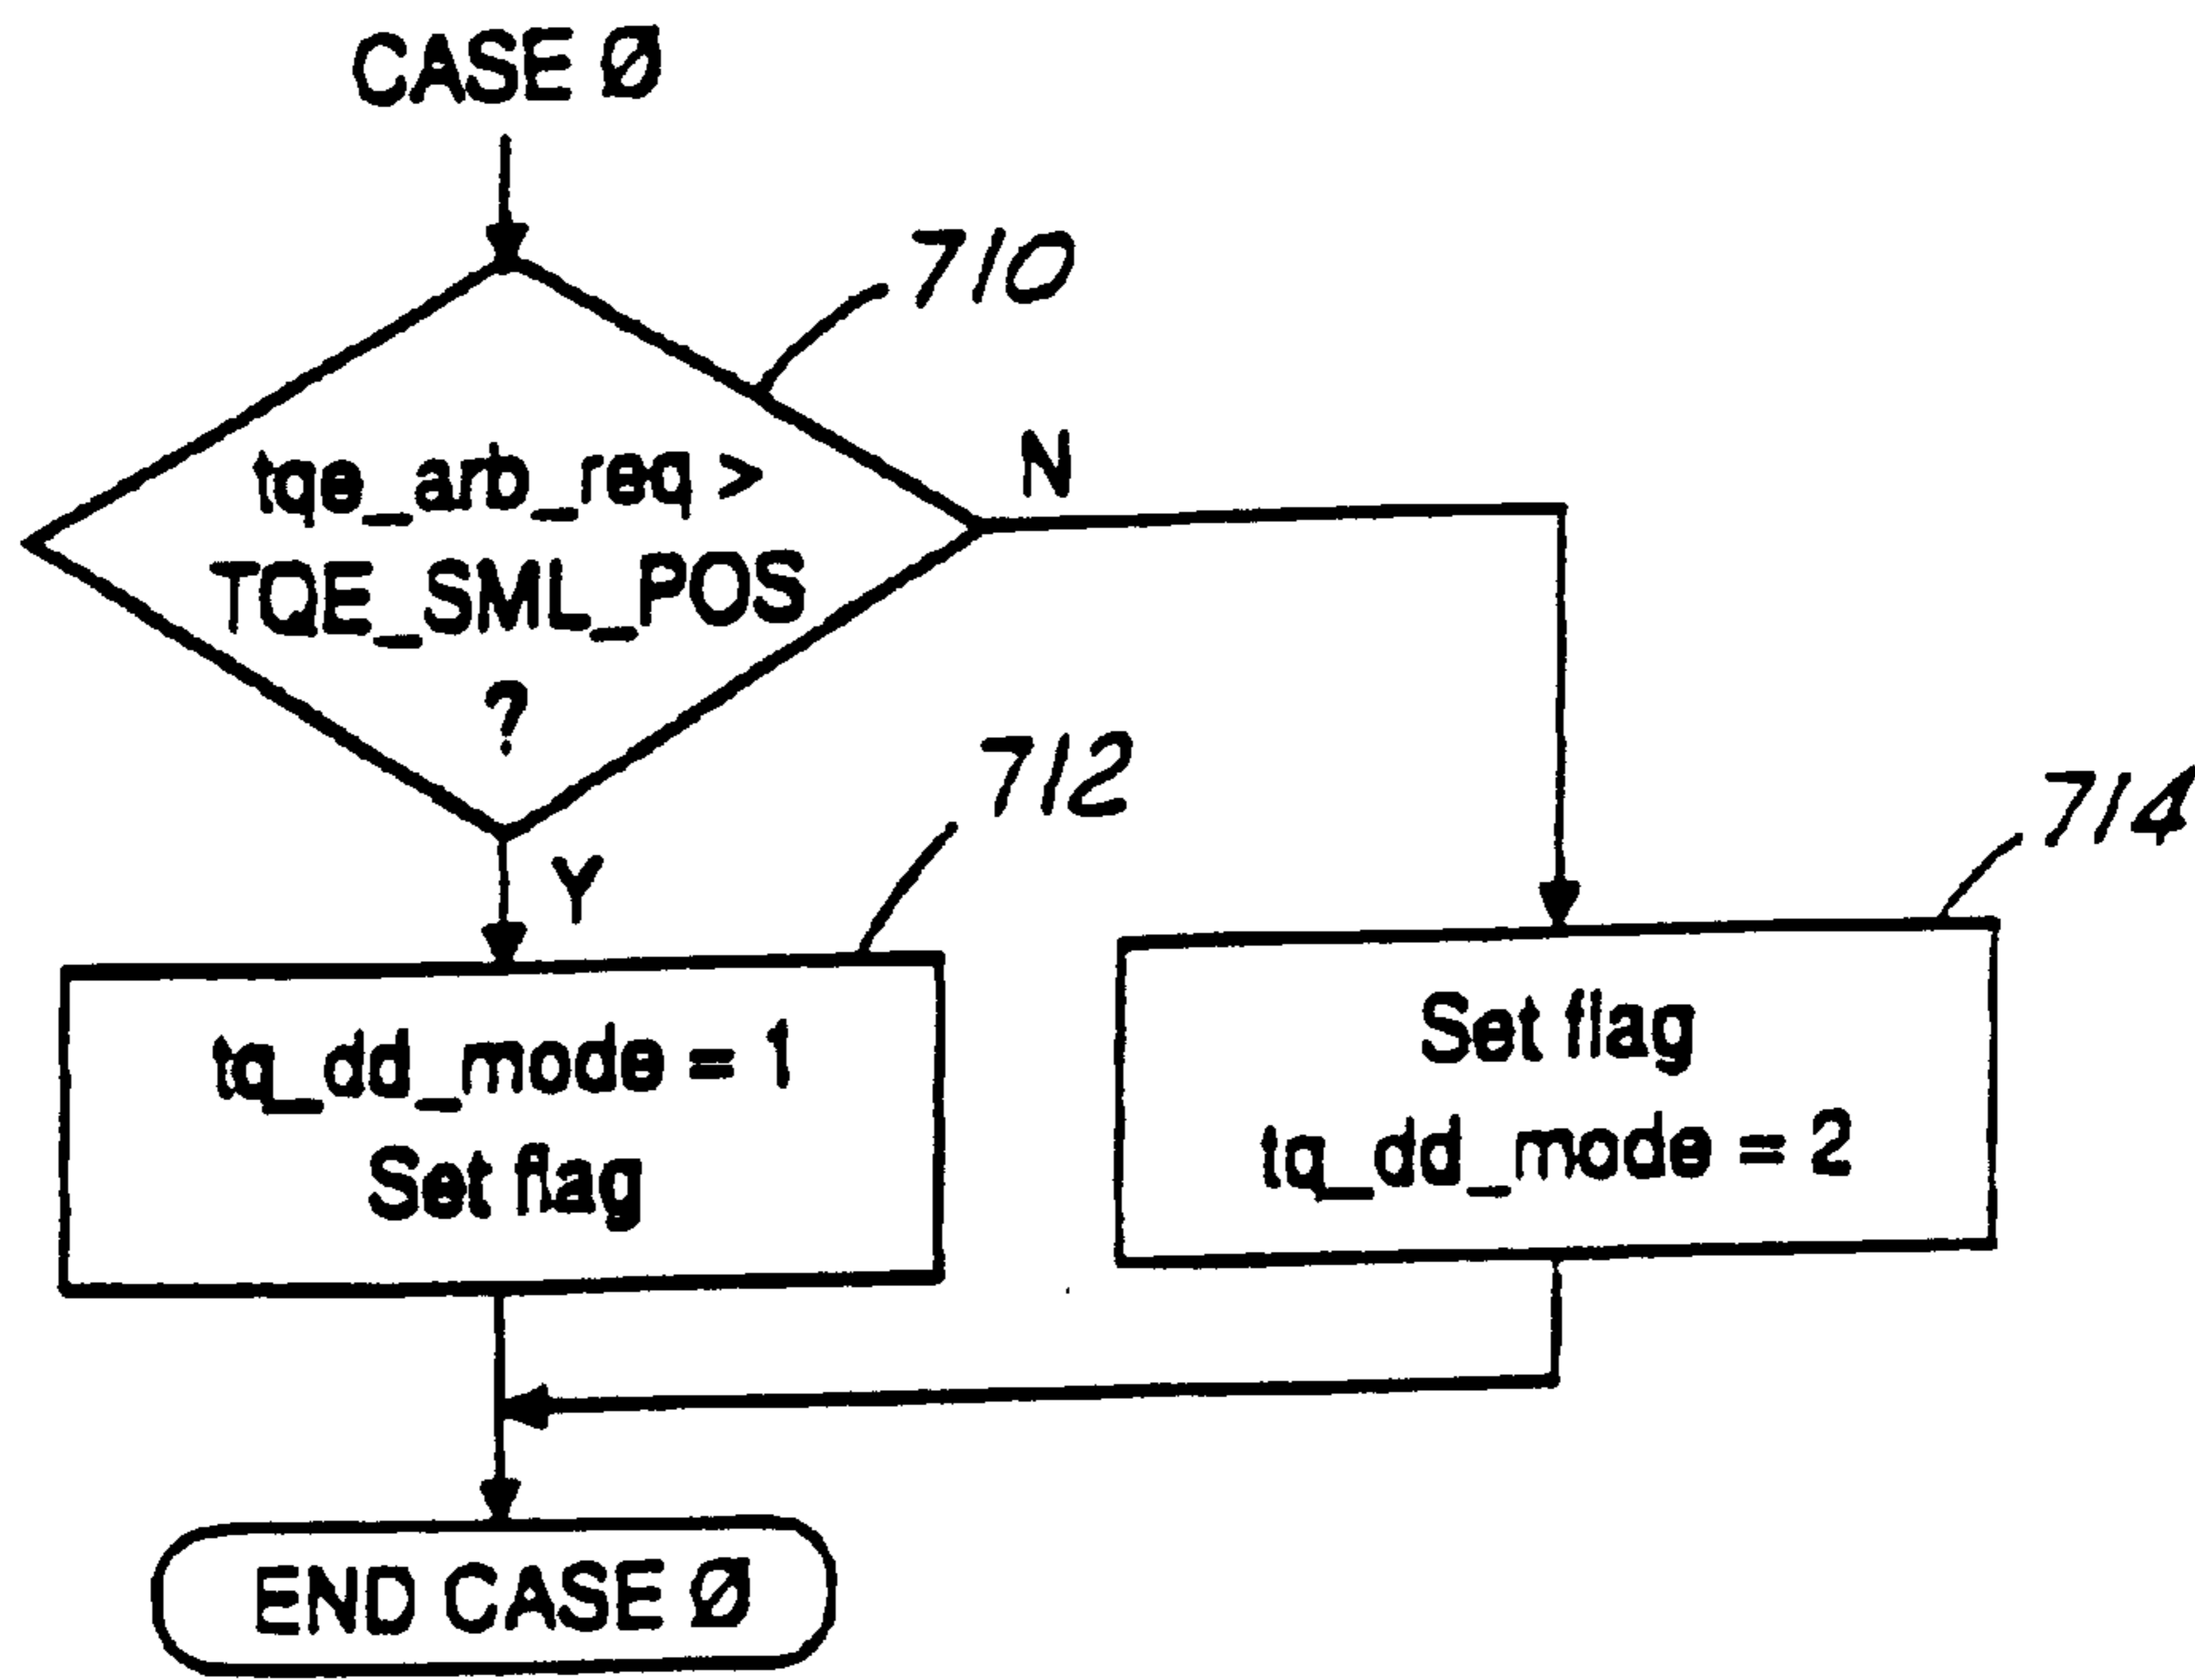 CASE Ø
710
tqe_arb_req >
TQE_SML_POS
?
N
Y
712
714
tq_dd_mode = 1
Set flag
Set flag
tq_dd_mode = 2
END CASE Ø